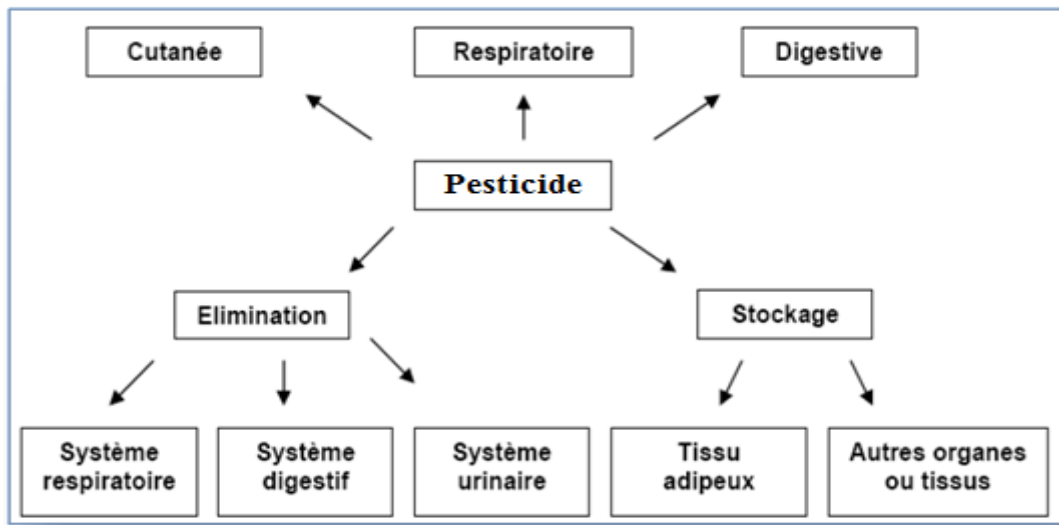 Cutanée
Respiratoire
Digestive
Pesticide
Elimination
Stockage
Système
respiratoire
Système
digestif
Système
urinaire
Tissu
adipeux
Autres organes
ou tissus